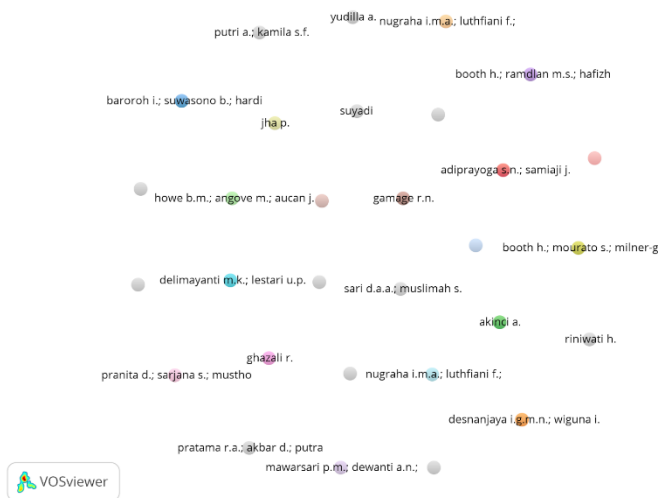 yudilla a.
nugraha i.m.a.; luthfiani f.;
putri a.; kamila s.f.
booth h.; ramdlan m.s.; hafizh
baroroh i.; suwasono b.; hardi
suyadi
jha p.
adiprayoga s.n.; samiaji j.
howe b.m.; angove m.; aucan j.
gamage r.n.
booth h.; mourato s.; milner-g
delimayanti m.k.; lestari u.p.
sari d.a.a.; muslimah s.
akinci a.
riniwati h.
ghazali r.
pranita d.; sarjana s.; mustho
nugraha i.m.a.; luthfiani f.;
desnanjaya i.g.m.n.; wiguna i.
pratama r.a.; akbar d.; putra
mawarsari p.m.; dewanti a.n.;
VOSviewer